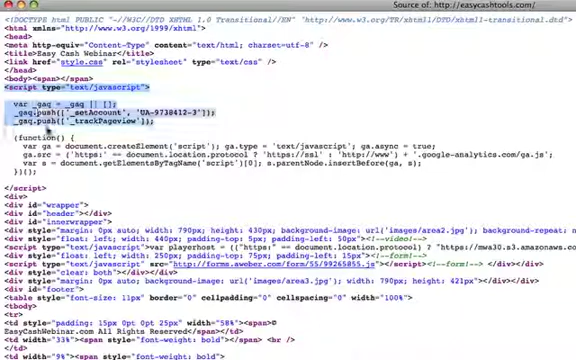 Source of: http://easycashtools.com/
<!DOCTYPE html PUBLIC "-//W3C//DTD XHTML 1.0 Transitional//EN" "http://www.w3.org/TR/xhtml1/DTD/xhtml1-transitional.dtd">
<html xmlns="http://www.w3.org/1999/xhtml">
<head>
<meta http-equiv="Content-Type" content="text/html; charset=utf-8" />
<title>Easy Cash Webinar</title>
<link href="style.css" rel="stylesheet" type="text/css" />
</head>
<body><span></span>
<script type="text/javascript">
var _gaq = _gaq || [];
_gaq.push(['_setAccount', 'UA-9738412-3']);
_gaq.push(['_trackPageview']);
(function() {
var ga = document.createElement('script'); ga.type = 'text/javascript'; ga.async = true;
ga.src = ('https:' == document.location.protocol ? 'https://ssl' : 'http://www') + '.google-analytics.com/ga.js';
var s = document.getElementsByTagName('script')[0]; s.parentNode.insertBefore(ga, s);
})();
</script>
<div>
<div id="wrapper">
<div id="header"></div>
<div id="innerwrapper">
<div style="margin: 0px auto; width: 790px; height: 430px; background-image: url('images/area2.jpg'); background-repeat: n
<div style="float: left; width: 440px; padding-top: 5px; padding-left: 50px"><!--video!-->
<script type="text/javascript">var playerhost = (("https:" == document.location.protocol) ? "https://mwa30.s3.amazonaws.
<div style="float: left; width: 250px; padding-top: 75px; padding-left: 15px"><!--form!-->
<script type="text/javascript" src="http://forms.aweber.com/form/55/99265855.js"></script><!--form!--> </div>
<div style="clear: both"></div></div>
<div style="margin: 0px auto; background-image: url('images/area3.jpg'); width: 790px; height: 421px"></div>
<div id="footer">
<table style="font-size: 11px" border="0" cellpadding="0" cellspacing="0" width="100%">
<tbody>
<tr>
<td style="padding: 15px 0pt 0pt 25px" width="58%"><span>©
EasyCashWebinar.com All Rights Reserved</span></td>
<td width="33%"><span style="font-weight: bold"></span> <br />
</td>
<td width="9%"><span style="font-weight: bold">